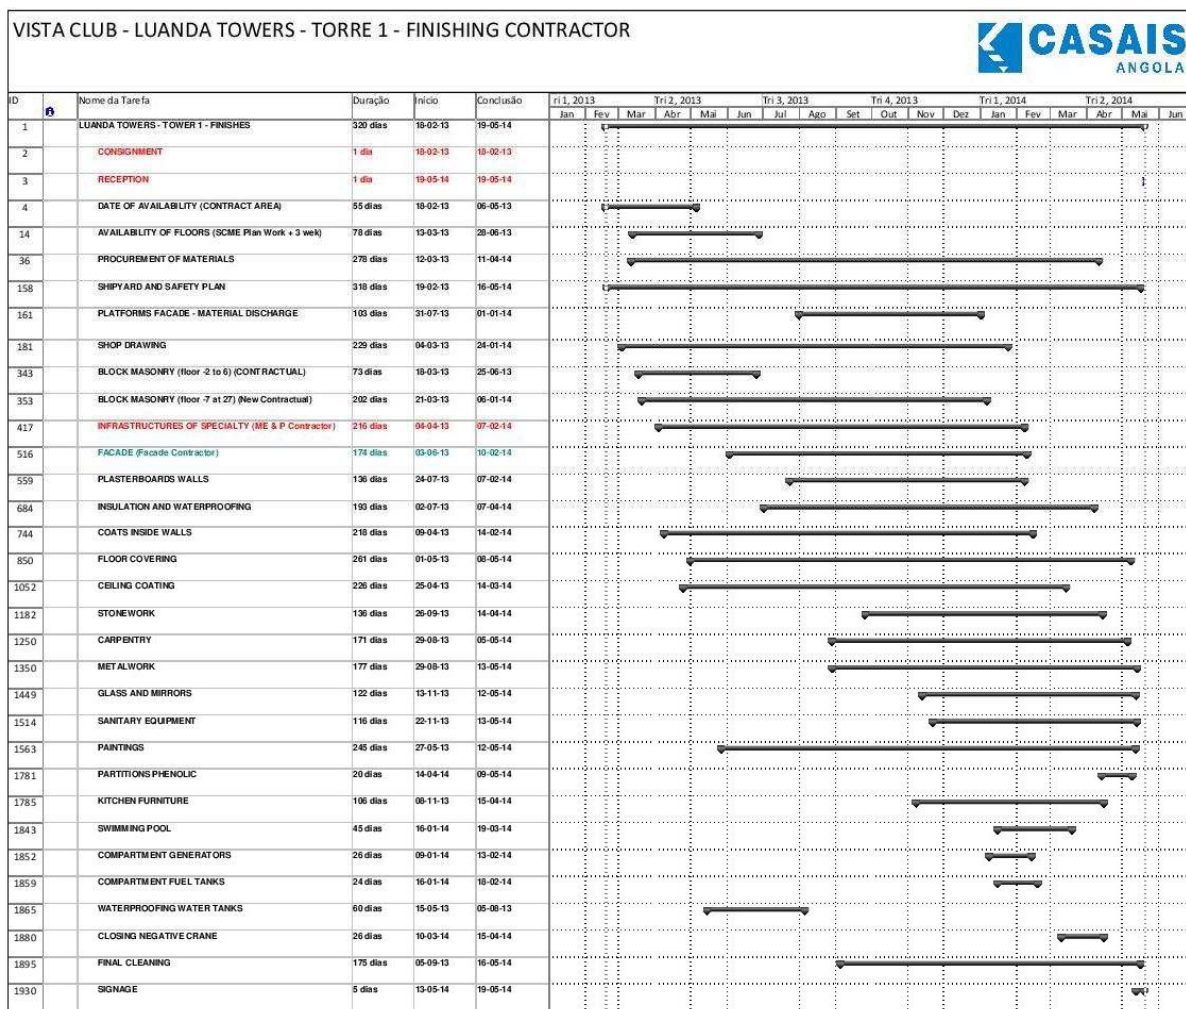 VISTA CLUB - LUANDA TOWERS - TORRE 1 - FINISHING CONTRACTOR
CASAIS
ANGOLA
ID Nome da Tarefa Duração Início Conclusão ri 1, 2013 Tri 2, 2013 Tri 3, 2013 Tri 4, 2013 Tri 1, 2014 Tri 2, 2014
Jan Fev Mar Abr Mai Jun Jul Ago Set Out Nov Dez Jan Fev Mar Abr Mai Jun
1 LUANDA TOWERS - TOWER 1 - FINISHES 320 dias 18-02-13 19-05-14
2 CONSIGNMENT 1 dia 18-02-13 18-02-13
3 RECEPTION 1 dia 19-05-14 19-05-14
4 DATE OF AVAILABILITY (CONTRACT AREA) 55 dias 18-02-13 06-05-13
14 AVAILABILITY OF FLOORS (SCME Plan Work + 3 wek) 78 dias 13-03-13 28-06-13
36 PROCUREMENT OF MATERIALS 278 dias 12-03-13 11-04-14
158 SHIPYARD AND SAFETY PLAN 318 dias 19-02-13 16-05-14
161 PLATFORMS FACADE - MATERIAL DISCHARGE 103 dias 31-07-13 01-01-14
181 SHOP DRAWING 229 dias 04-03-13 24-01-14
343 BLOCK MASONRY (floor -2 to 6) (CONTRACTUAL) 73 dias 18-03-13 25-06-13
353 BLOCK MASONRY (floor -7 at 27) (New Contractual) 202 dias 21-03-13 06-01-14
417 INFRASTRUCTURES OF SPECIALTY (ME & P Contractor) 216 dias 04-04-13 07-02-14
516 FACADE (Facade Contractor) 174 dias 03-06-13 10-02-14
559 PLASTERBOARDS WALLS 136 dias 24-07-13 07-02-14
684 INSULATION AND WATERPROOFING 193 dias 02-07-13 07-04-14
744 COATS INSIDE WALLS 218 dias 09-04-13 14-02-14
850 FLOOR COVERING 261 dias 01-05-13 08-05-14
1052 CEILING COATING 226 dias 25-04-13 14-03-14
1182 STONEWORK 136 dias 26-09-13 14-04-14
1250 CARPENTRY 171 dias 29-08-13 05-05-14
1350 METALWORK 177 dias 29-08-13 13-05-14
1449 GLASS AND MIRRORS 122 dias 13-11-13 12-05-14
1514 SANITARY EQUIPMENT 116 dias 22-11-13 13-05-14
1563 PAINTINGS 245 dias 27-05-13 12-05-14
1781 PARTITIONS PHENOLIC 20 dias 14-04-14 09-05-14
1785 KITCHEN FURNITURE 106 dias 08-11-13 15-04-14
1843 SWIMMING POOL 45 dias 16-01-14 19-03-14
1852 COMPARTMENT GENERATORS 26 dias 09-01-14 13-02-14
1859 COMPARTMENT FUEL TANKS 24 dias 16-01-14 18-02-14
1865 WATERPROOFING WATER TANKS 60 dias 15-05-13 05-08-13
1880 CLOSING NEGATIVE CRANE 26 dias 10-03-14 15-04-14
1895 FINAL CLEANING 175 dias 05-09-13 16-05-14
1930 SIGNAGE 5 dias 13-05-14 19-05-14